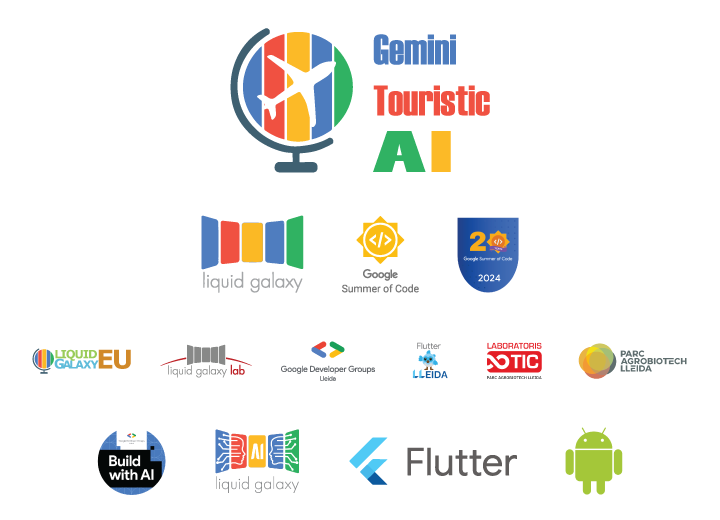 Gemini
Touristic
AI
liquid galaxy
Google
Summer of Code
20
Google Summer of Code
2024
LIQUID
GALAXY EU
liquid galaxy lab
Google Developer Groups
Lleida
Flutter
LLEIDA
LABORATORIS
TIC
PARC AGROBIOTECH LLEIDA
PARC
AGROBIOTECH
LLEIDA
Build
with AI
AI
liquid galaxy
Flutter